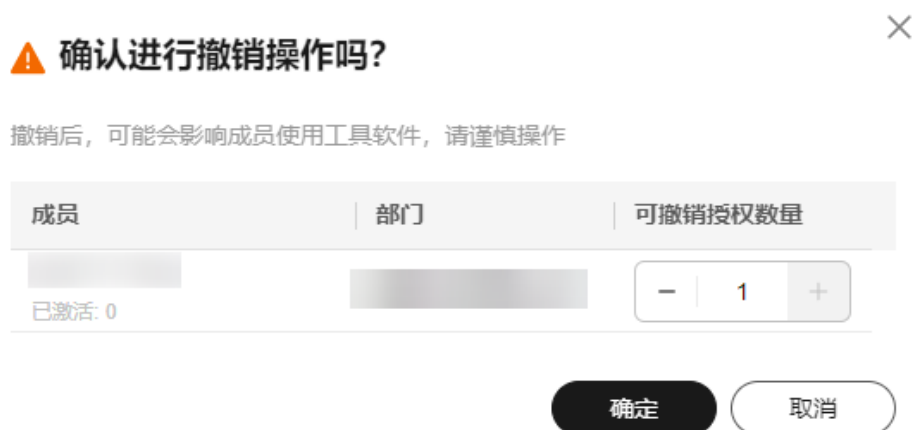 确认进行撤销操作吗？
撤销后，可能会影响成员使用工具软件，请谨慎操作
成员 部门 可撤销授权数量
已激活: 0
− 1 +
确定 取消